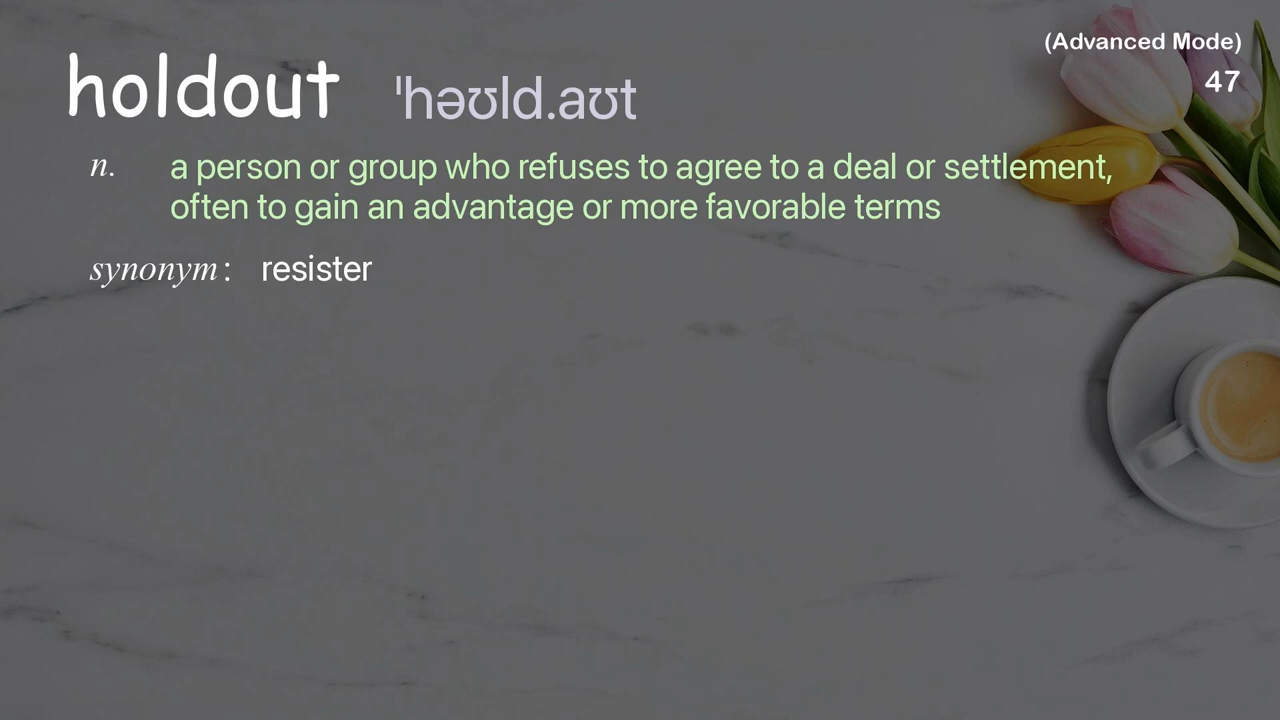 (Advanced Mode)
holdout ˈhəʊld.aʊt
47
n. a person or group who refuses to agree to a deal or settlement,
often to gain an advantage or more favorable terms
synonym: resister